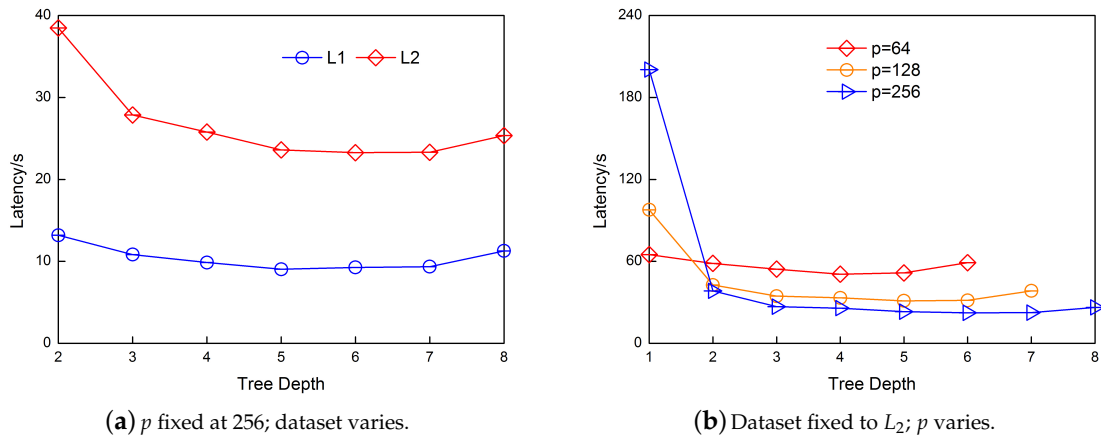 40
30
20
10
0
Latency/s
L1
L2
2 3 4 5 6 7 8
Tree Depth
(a) p fixed at 256; dataset varies.
240
180
120
60
0
Latency/s
p=64
p=128
p=256
1 2 3 4 5 6 7 8
Tree Depth
(b) Dataset fixed to L₂; p varies.